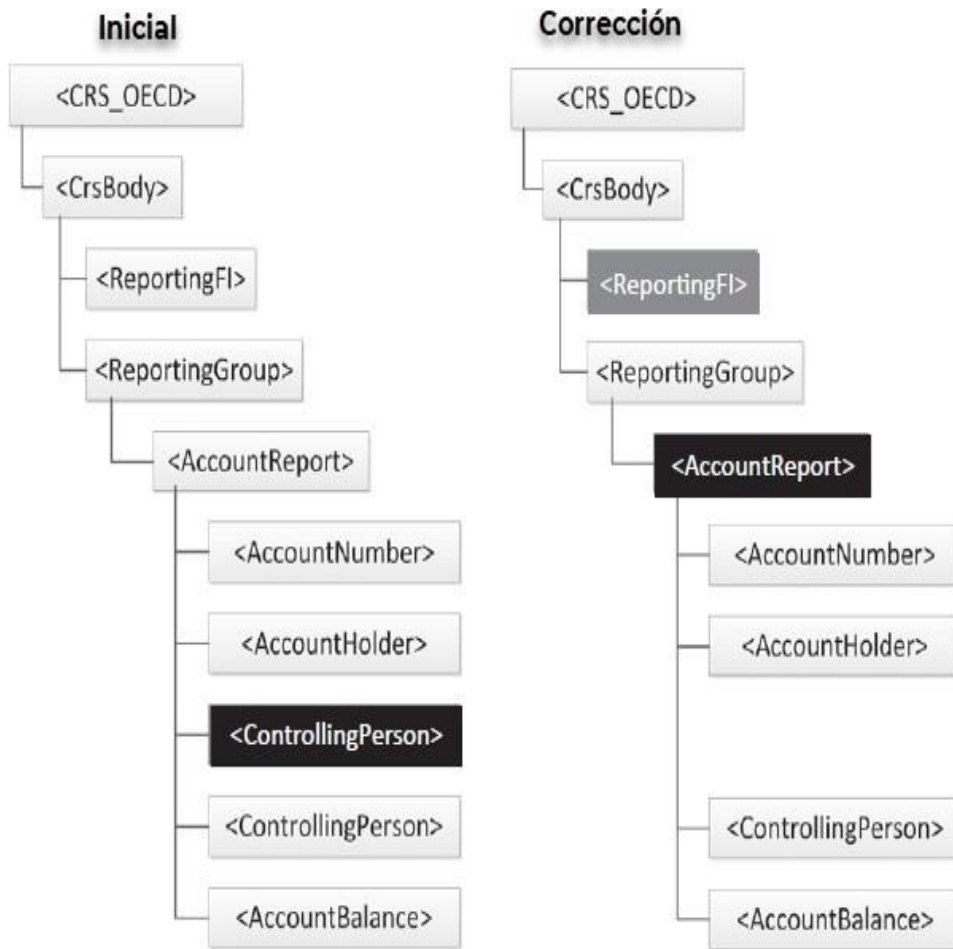 Inicial
<CRS_OECD>
<CrsBody>
<ReportingFI>
<ReportingGroup>
<AccountReport>
<AccountNumber>
<AccountHolder>
<ControllingPerson>
<ControllingPerson>
<AccountBalance>
Corrección
<CRS_OECD>
<CrsBody>
<ReportingFI>
<ReportingGroup>
<AccountReport>
<AccountNumber>
<AccountHolder>
<ControllingPerson>
<AccountBalance>